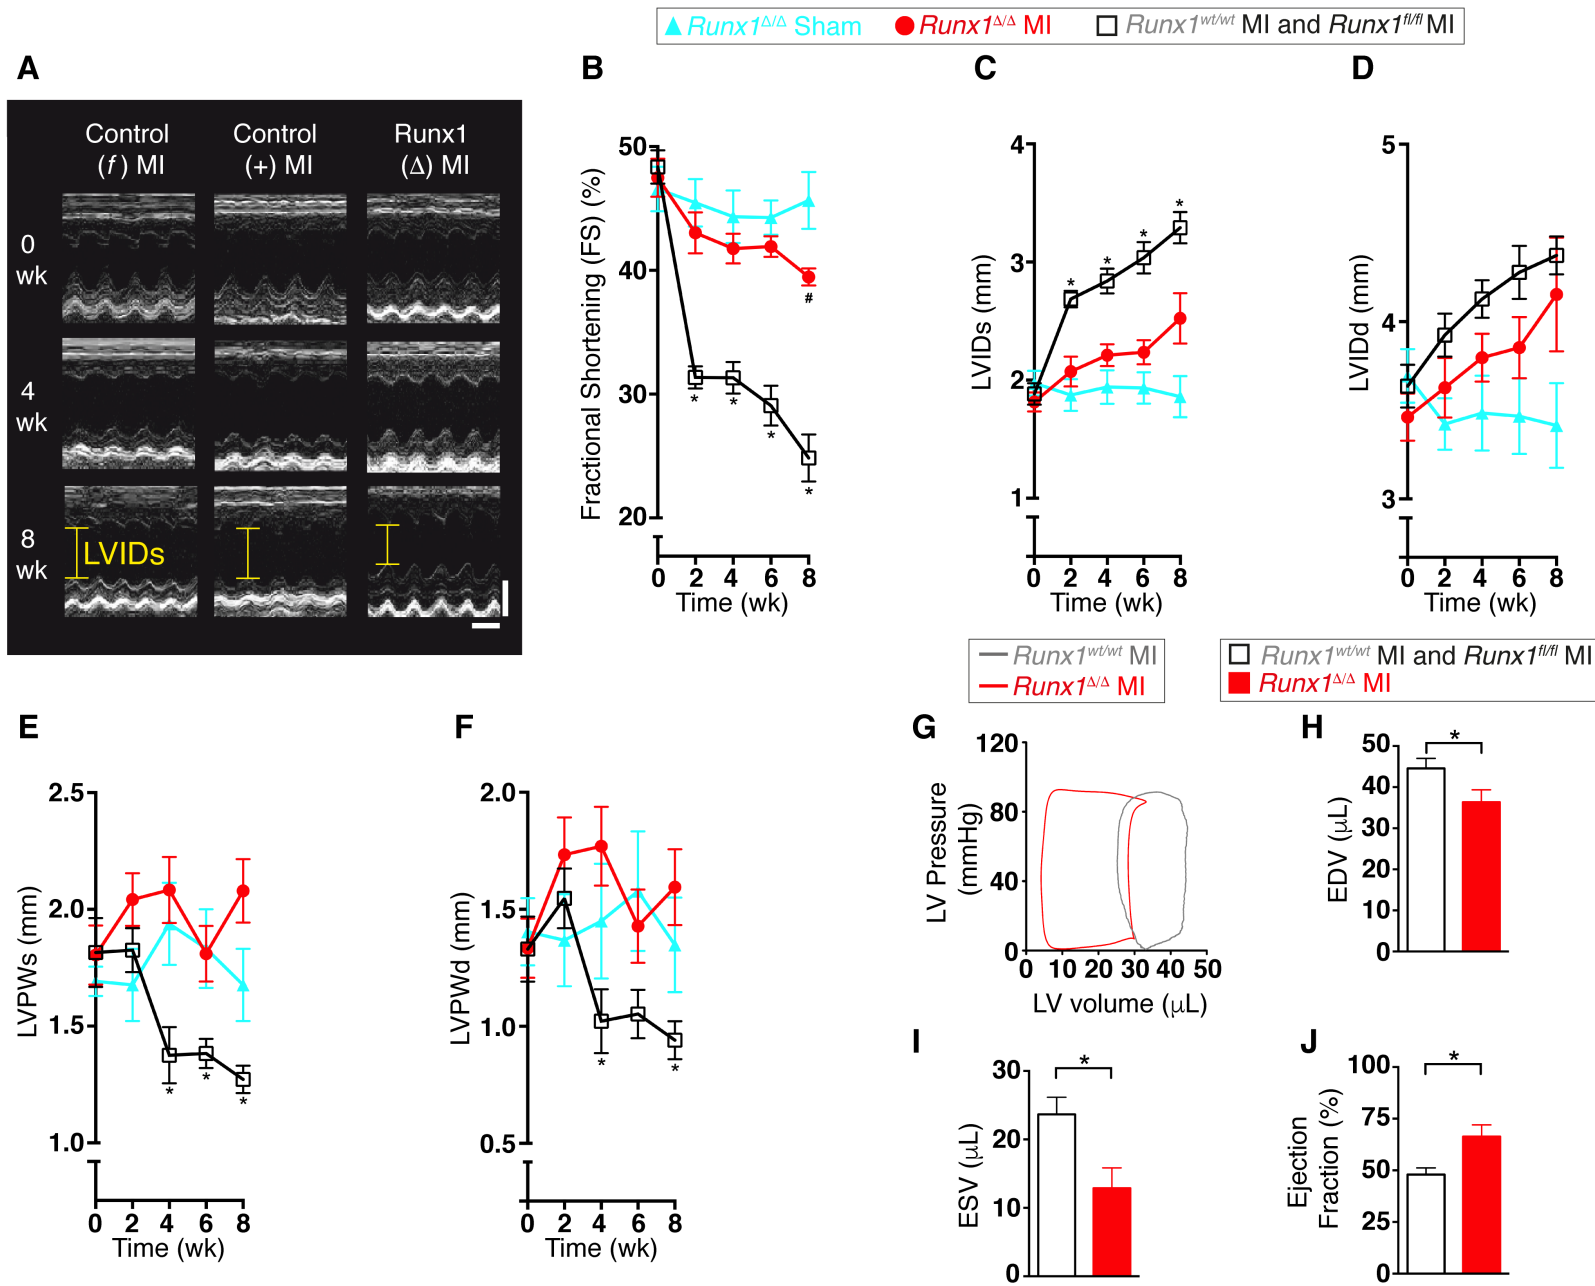 Runx1Δ/Δ Sham Runx1Δ/Δ MI Runx1wt/wt MI and Runx1fl/fl MI
A
Control (f) MI
Control (+) MI
Runx1 (Δ) MI
0 wk
4 wk
8 wk
LVIDs
B
Fractional Shortening (FS) (%)
50
40
30
20
#
*
*
*
*
0 2 4 6 8
Time (wk)
C
LVIDs (mm)
4
3
2
1
*
*
*
*
0 2 4 6 8
Time (wk)
D
LVIDd (mm)
5
4
3
0 2 4 6 8
Time (wk)
E
LVPWs (mm)
2.5
2.0
1.5
1.0
*
*
*
0 2 4 6 8
Time (wk)
F
LVPWd (mm)
2.0
1.5
1.0
0.5
*
*
0 2 4 6 8
Time (wk)
Runx1wt/wt MI
Runx1Δ/Δ MI
Runx1wt/wt MI and Runx1fl/fl MI
Runx1Δ/Δ MI
G
LV Pressure
(mmHg)
120
80
40
0
0 10 20 30 40 50
LV volume (µL)
H
EDV (µL)
50
40
30
20
10
0
*
I
ESV (µL)
30
20
10
0
*
J
Ejection
Fraction (%)
100
75
50
25
0
*